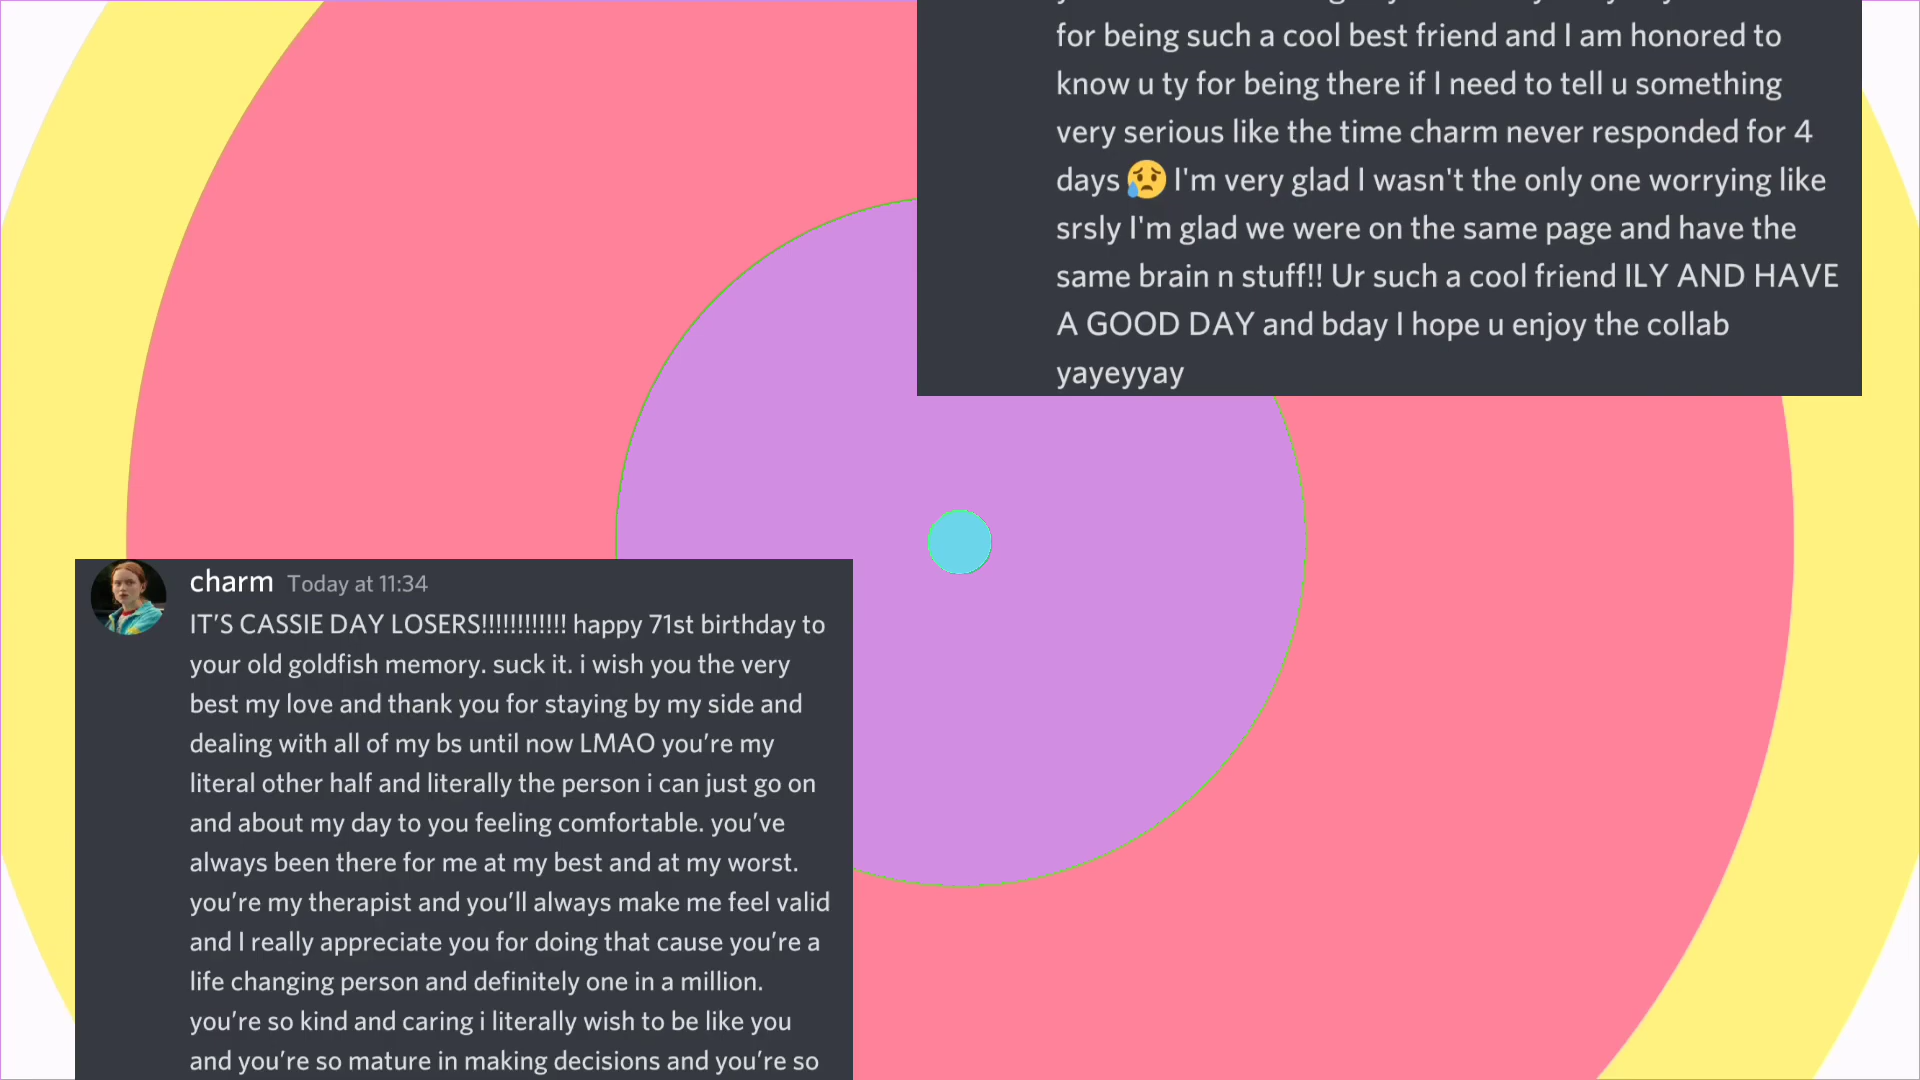 for being such a cool best friend and I am honored to
know u ty for being there if I need to tell u something
very serious like the time charm never responded for 4
days 😥 I'm very glad I wasn't the only one worrying like
srsly I'm glad we were on the same page and have the
same brain n stuff!! Ur such a cool friend ILY AND HAVE
A GOOD DAY and bday I hope u enjoy the collab
yayeyyay
charm Today at 11:34
IT’S CASSIE DAY LOSERS!!!!!!!!!!!! happy 71st birthday to
your old goldfish memory. suck it. i wish you the very
best my love and thank you for staying by my side and
dealing with all of my bs until now LMAO you’re my
literal other half and literally the person i can just go on
and about my day to you feeling comfortable. you’ve
always been there for me at my best and at my worst.
you’re my therapist and you’ll always make me feel valid
and I really appreciate you for doing that cause you’re a
life changing person and definitely one in a million.
you’re so kind and caring i literally wish to be like you
and you’re so mature in making decisions and you’re so